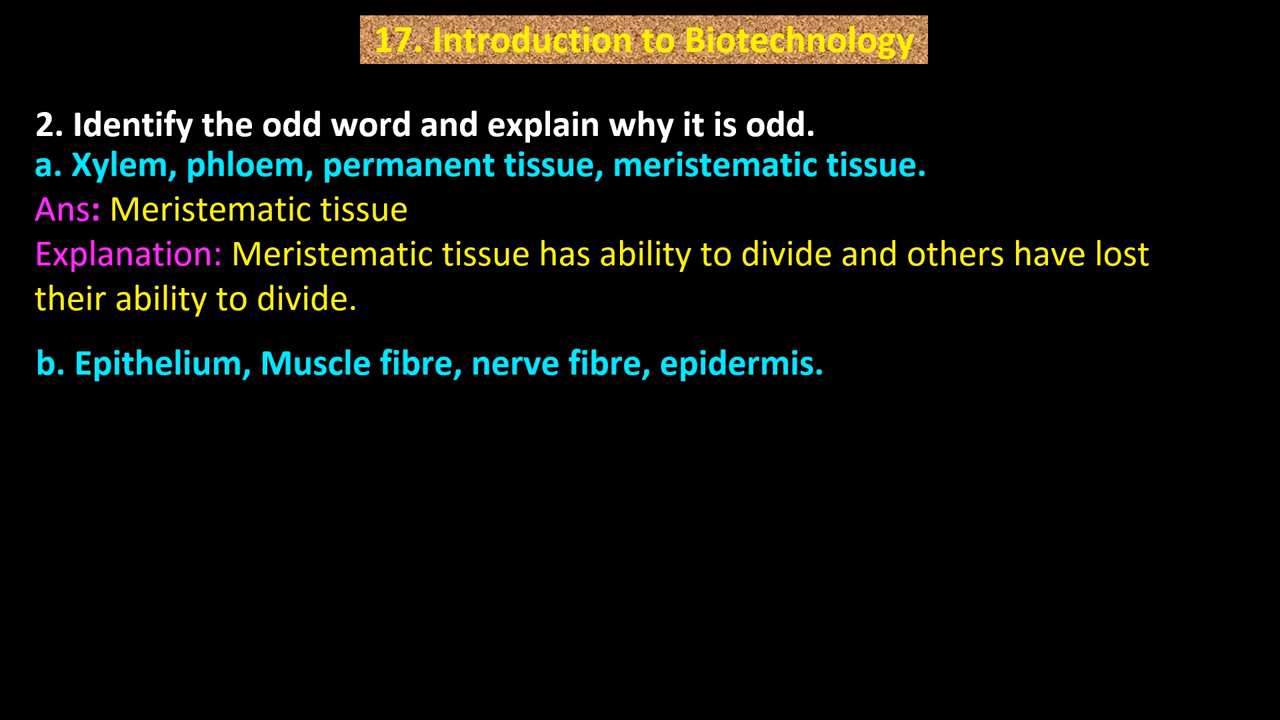 17. Introduction to Biotechnology
2. Identify the odd word and explain why it is odd.
a. Xylem, phloem, permanent tissue, meristematic tissue.
Ans: Meristematic tissue
Explanation: Meristematic tissue has ability to divide and others have lost
their ability to divide.
b. Epithelium, Muscle fibre, nerve fibre, epidermis.